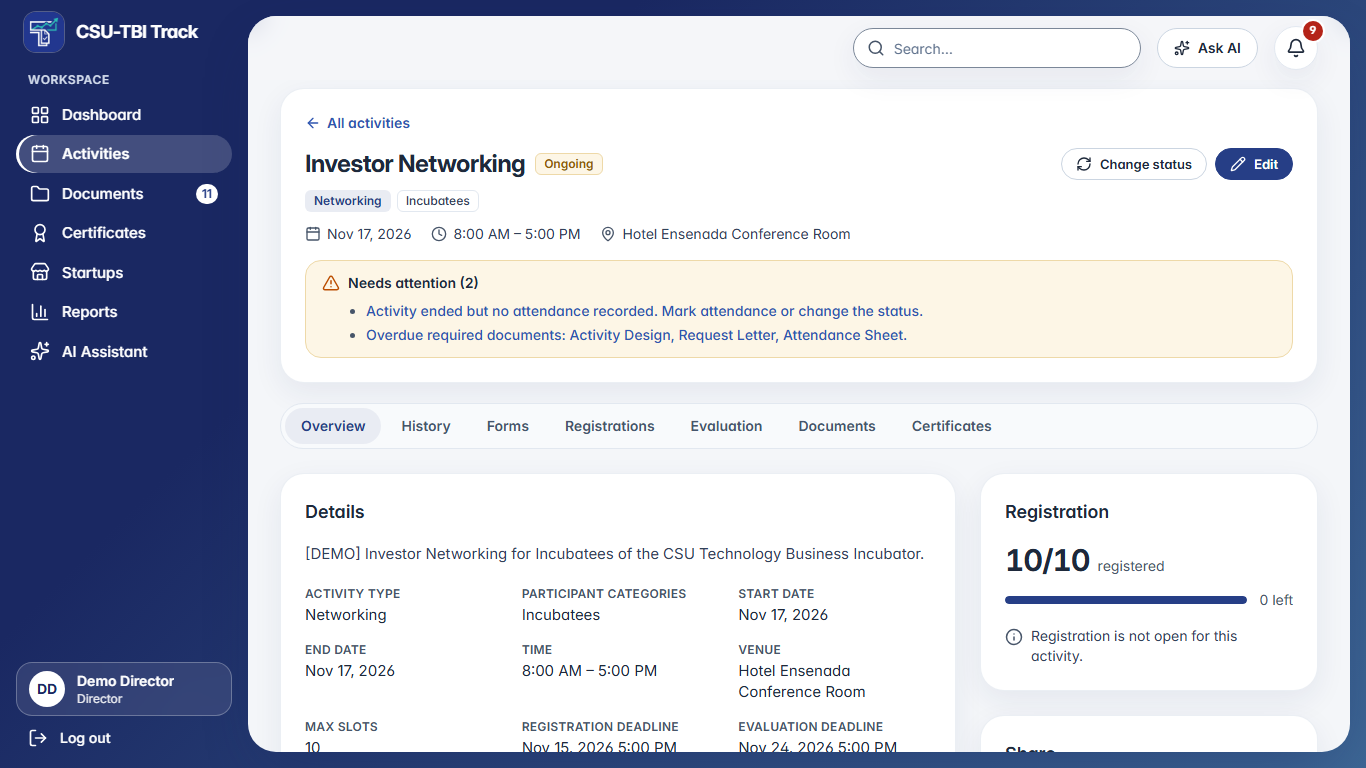 CSU-TBI Track
WORKSPACE
Dashboard
Activities
Documents 11
Certificates
Startups
Reports
AI Assistant
DD Demo Director
Director
Log out
Search...
Ask AI
9
All activities
Investor Networking Ongoing
Change status
Edit
Networking Incubatees
Nov 17, 2026 8:00 AM – 5:00 PM Hotel Ensenada Conference Room
Needs attention (2)
• Activity ended but no attendance recorded. Mark attendance or change the status.
• Overdue required documents: Activity Design, Request Letter, Attendance Sheet.
Overview History Forms Registrations Evaluation Documents Certificates
Details
[DEMO] Investor Networking for Incubatees of the CSU Technology Business Incubator.
ACTIVITY TYPE PARTICIPANT CATEGORIES START DATE
Networking Incubatees Nov 17, 2026
END DATE TIME VENUE
Nov 17, 2026 8:00 AM – 5:00 PM Hotel Ensenada
Conference Room
MAX SLOTS REGISTRATION DEADLINE EVALUATION DEADLINE
10 Nov 15, 2026 5:00 PM Nov 24, 2026 5:00 PM
Registration
10/10 registered
0 left
Registration is not open for this
activity.
Share